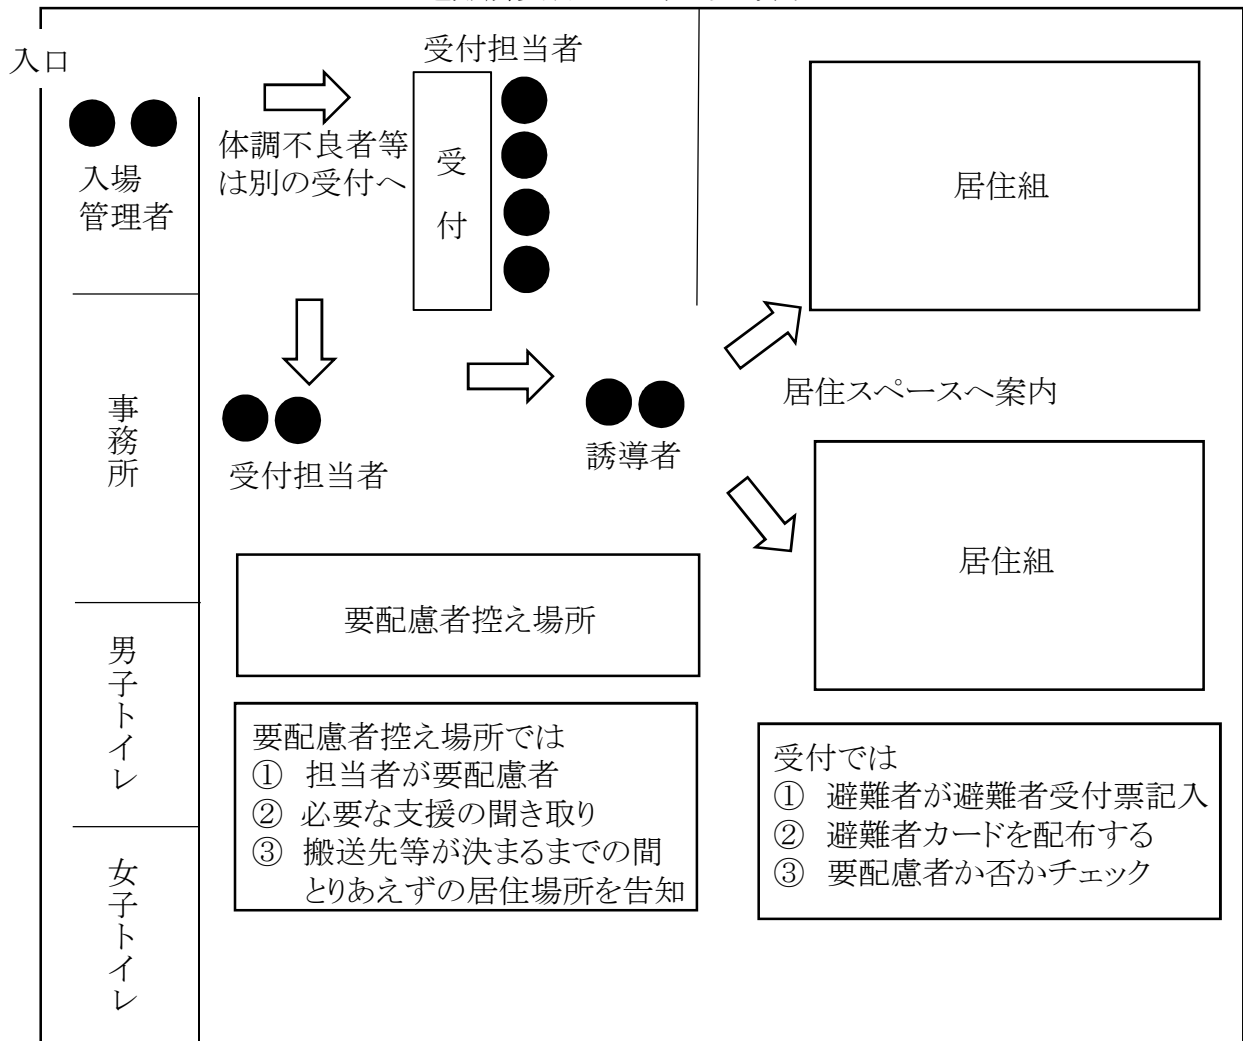 入口
受付担当者
入場
管理者
体調不良者等
は別の受付へ
受
付
居住組
事務所
受付担当者
誘導者
居住スペースへ案内
居住組
要配慮者控え場所
男子トイレ
女子トイレ
要配慮者控え場所では
① 担当者が要配慮者
② 必要な支援の聞き取り
③ 搬送先等が決まるまでの間
とりあえずの居住場所を告知
受付では
① 避難者が避難者受付票記入
② 避難者カードを配布する
③ 要配慮者か否かチェック